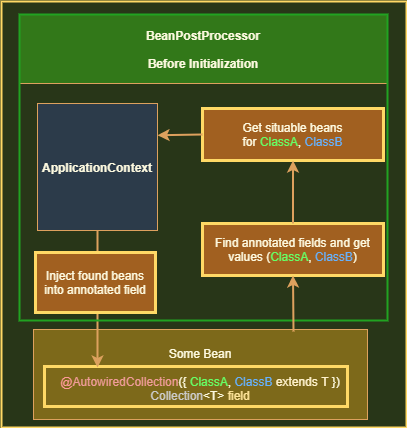 BeanPostProcessor
Before Initialization
ApplicationContext
Get situable beans
for ClassA, ClassB
Find annotated fields and get
values (ClassA, ClassB)
Inject found beans
into annotated field
Some Bean
@AutowiredCollection({ ClassA, ClassB extends T })
Collection<T> field